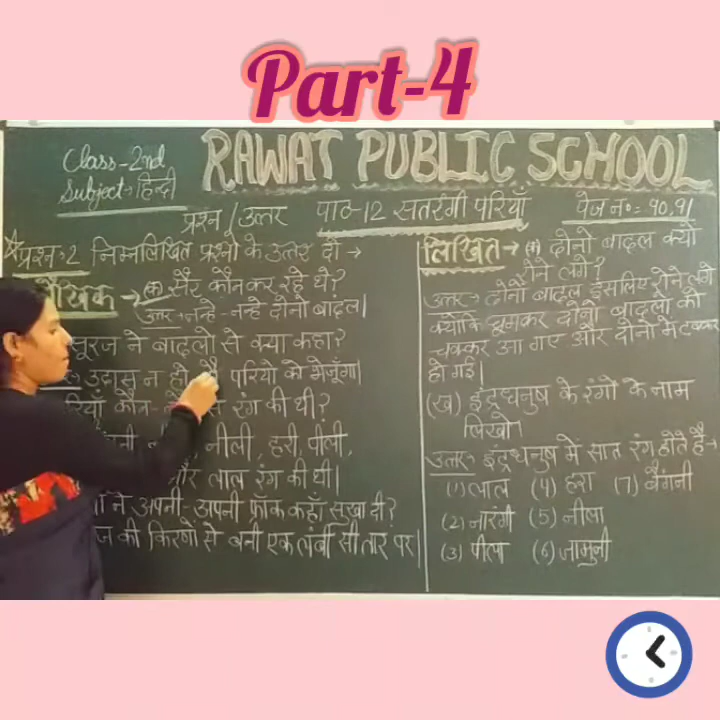 Part-4
Class-2nd
Subject→हिन्दी
RAWAT PUBLIC SCHOOL
प्रश्न/उत्तर पाठ-12 सतरंगी परियाँ पेज नं०: 90,91
प्रश्न→2 निम्नलिखित प्रश्नों के उत्तर दो→
(क) सैर कौन कर रहे थे?
उत्तर→नन्हे-नन्हे दोनो बादल।
सूरज ने बादलो से क्या कहा?
उदास न हो परियो को भेजूँगा।
कौन- रंग की थी?
नीली, हरी, पीली,
और लाल रंग की थी।
ने अपनी-अपनी फ्रॉक कहाँ सुखा दी?
की किरणों से बनी एक लंबी सी तार पर।
लिखित→(क) दोनो बादल क्यो
रोने लगे?
उत्तर→दोनो बादल इसलिए रोने लगे
क्योकि घूमकर दोनो बादलो को
चक्कर आ गए और दोनो मे टक्कर
हो गई।
(ख) इंद्रधनुष के रंगो के नाम
लिखो।
उत्तर→इंद्रधनुष में सात रंग होते है→
(1) लाल (4) हरा (7) बैंगनी
(2) नारंगी (5) नीला
(3) पीला (6) जामुनी